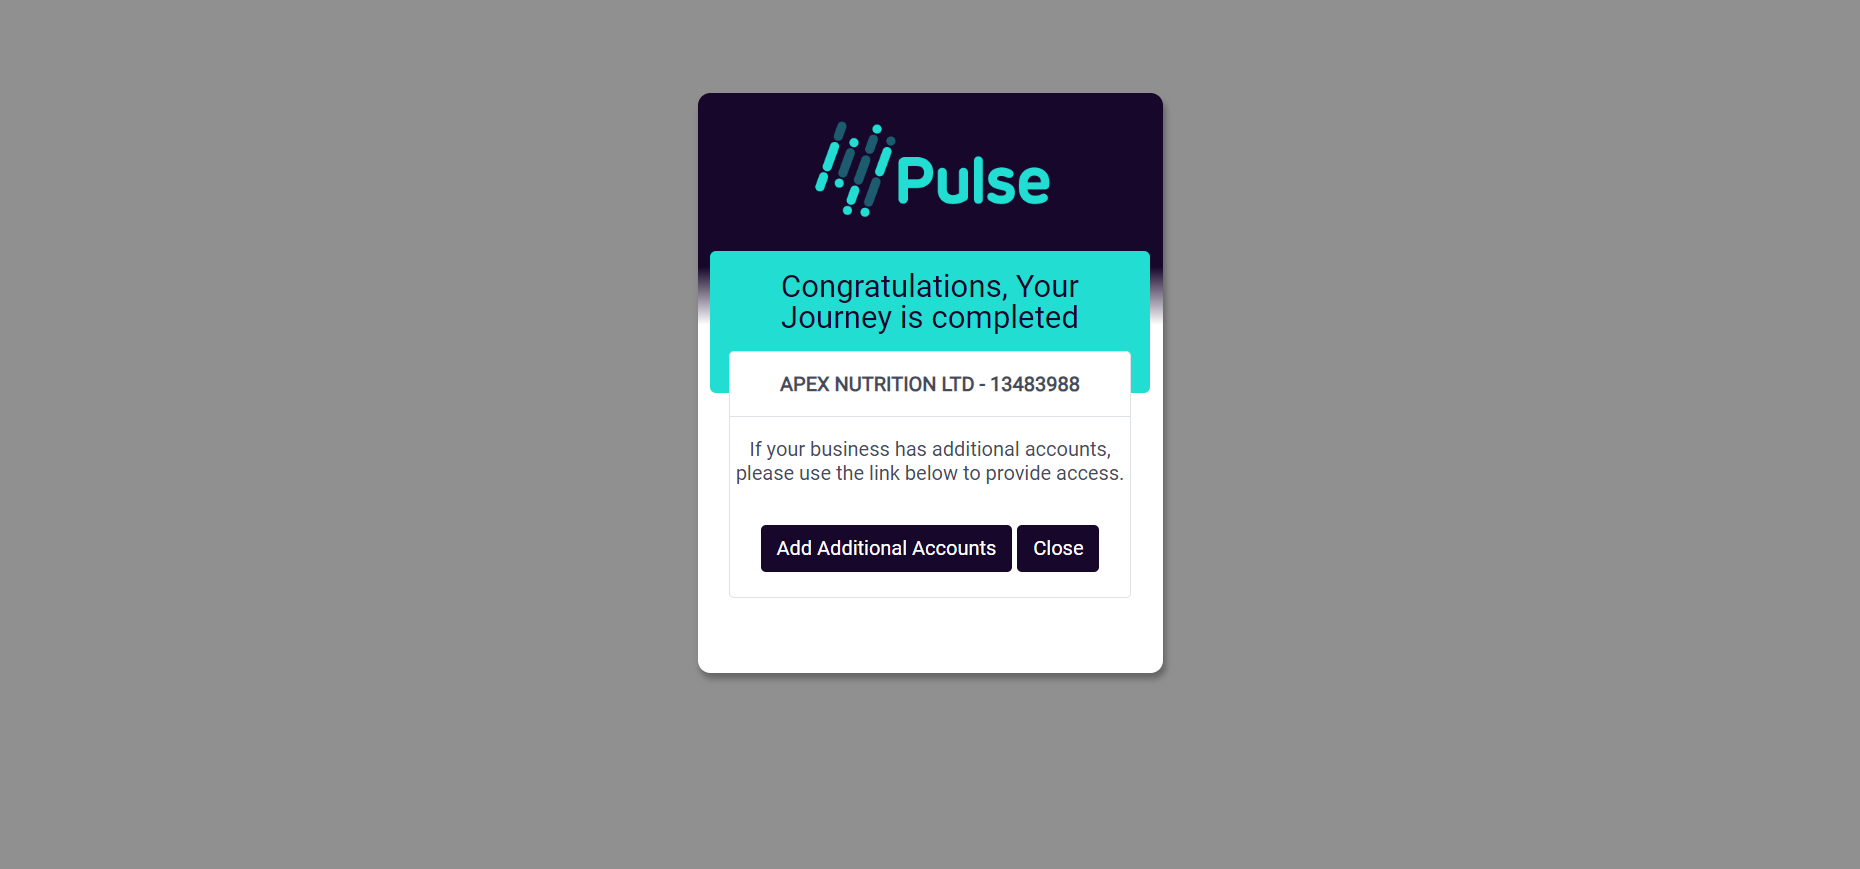 Pulse
Congratulations, Your
Journey is completed
APEX NUTRITION LTD - 13483988
If your business has additional accounts,
please use the link below to provide access.
Add Additional Accounts
Close